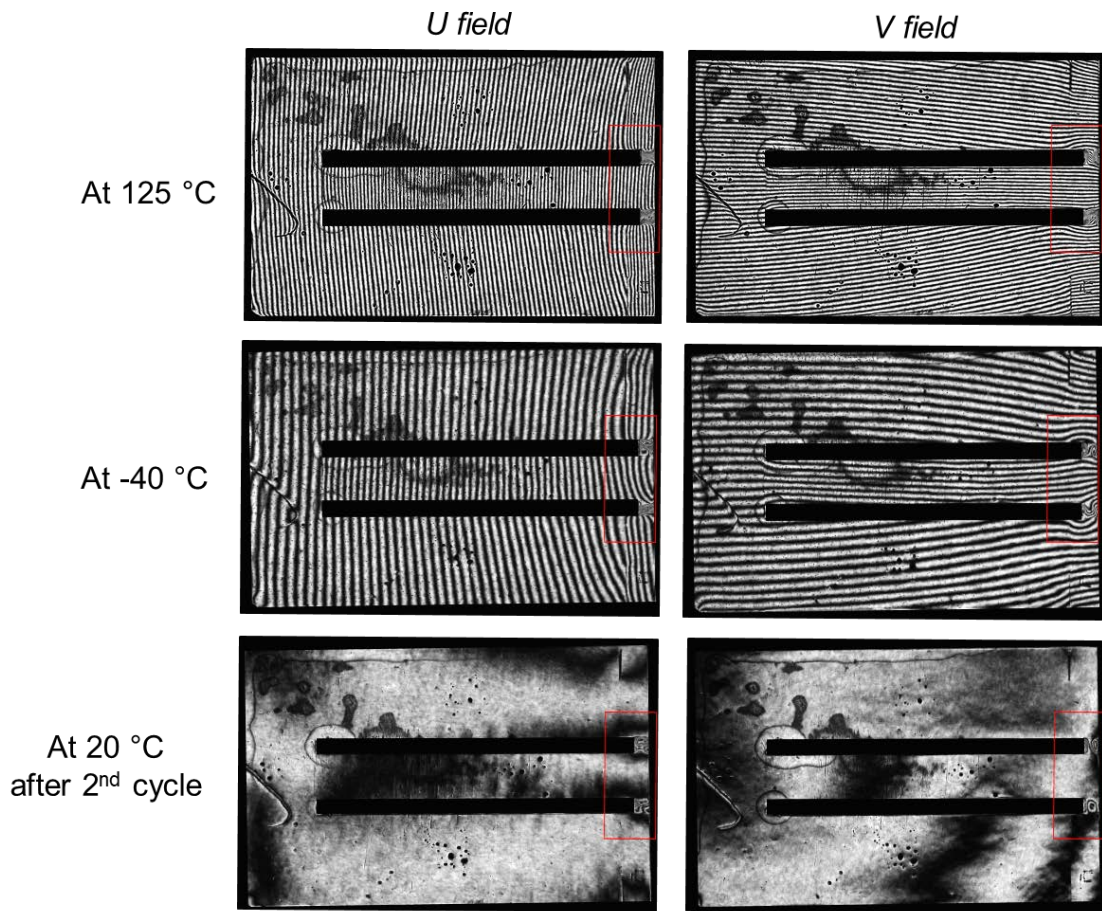 U field
V field
At 125 °C
At -40 °C
At 20 °C
after 2nd cycle